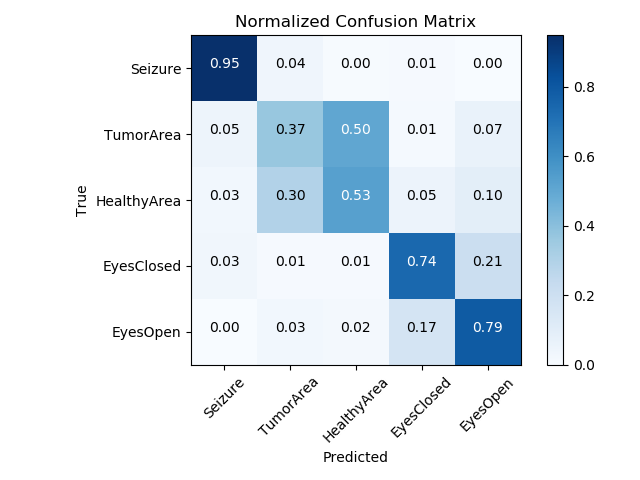 Normalized Confusion Matrix
Seizure 0.95 0.04 0.00 0.01 0.00
TumorArea 0.05 0.37 0.50 0.01 0.07
HealthyArea 0.03 0.30 0.53 0.05 0.10
EyesClosed 0.03 0.01 0.01 0.74 0.21
EyesOpen 0.00 0.03 0.02 0.17 0.79
True
Seizure TumorArea HealthyArea EyesClosed EyesOpen
Predicted
0.8
0.6
0.4
0.2
0.0